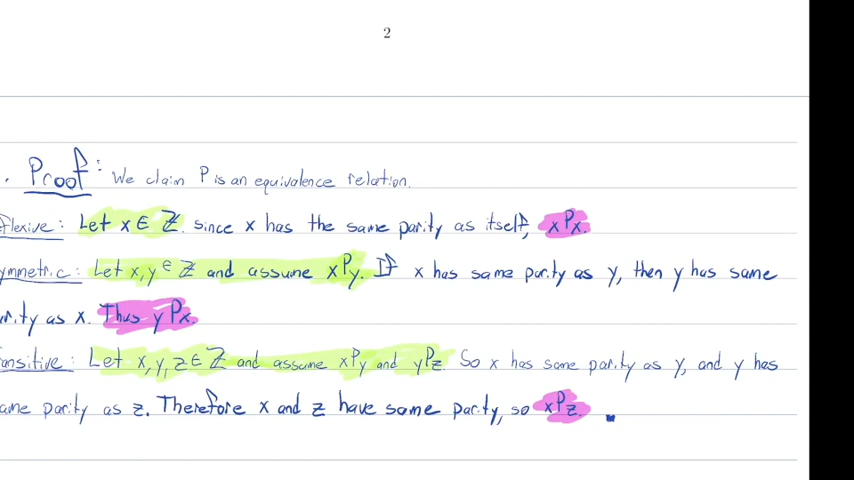 2
. Proof: We claim P is an equivalence relation.
flexive: Let x ∈ ℤ. since x has the same parity as itself, xPx.
ymmetric: Let x, y ∈ ℤ and assume xPy. If x has same parity as y, then y has same
rity as x. Thus yPx.
ansitive: Let x, y, z ∈ ℤ and assume xPy and yPz. So x has same parity as y, and y has
ame parity as z. Therefore x and z have same parity, so xPz.